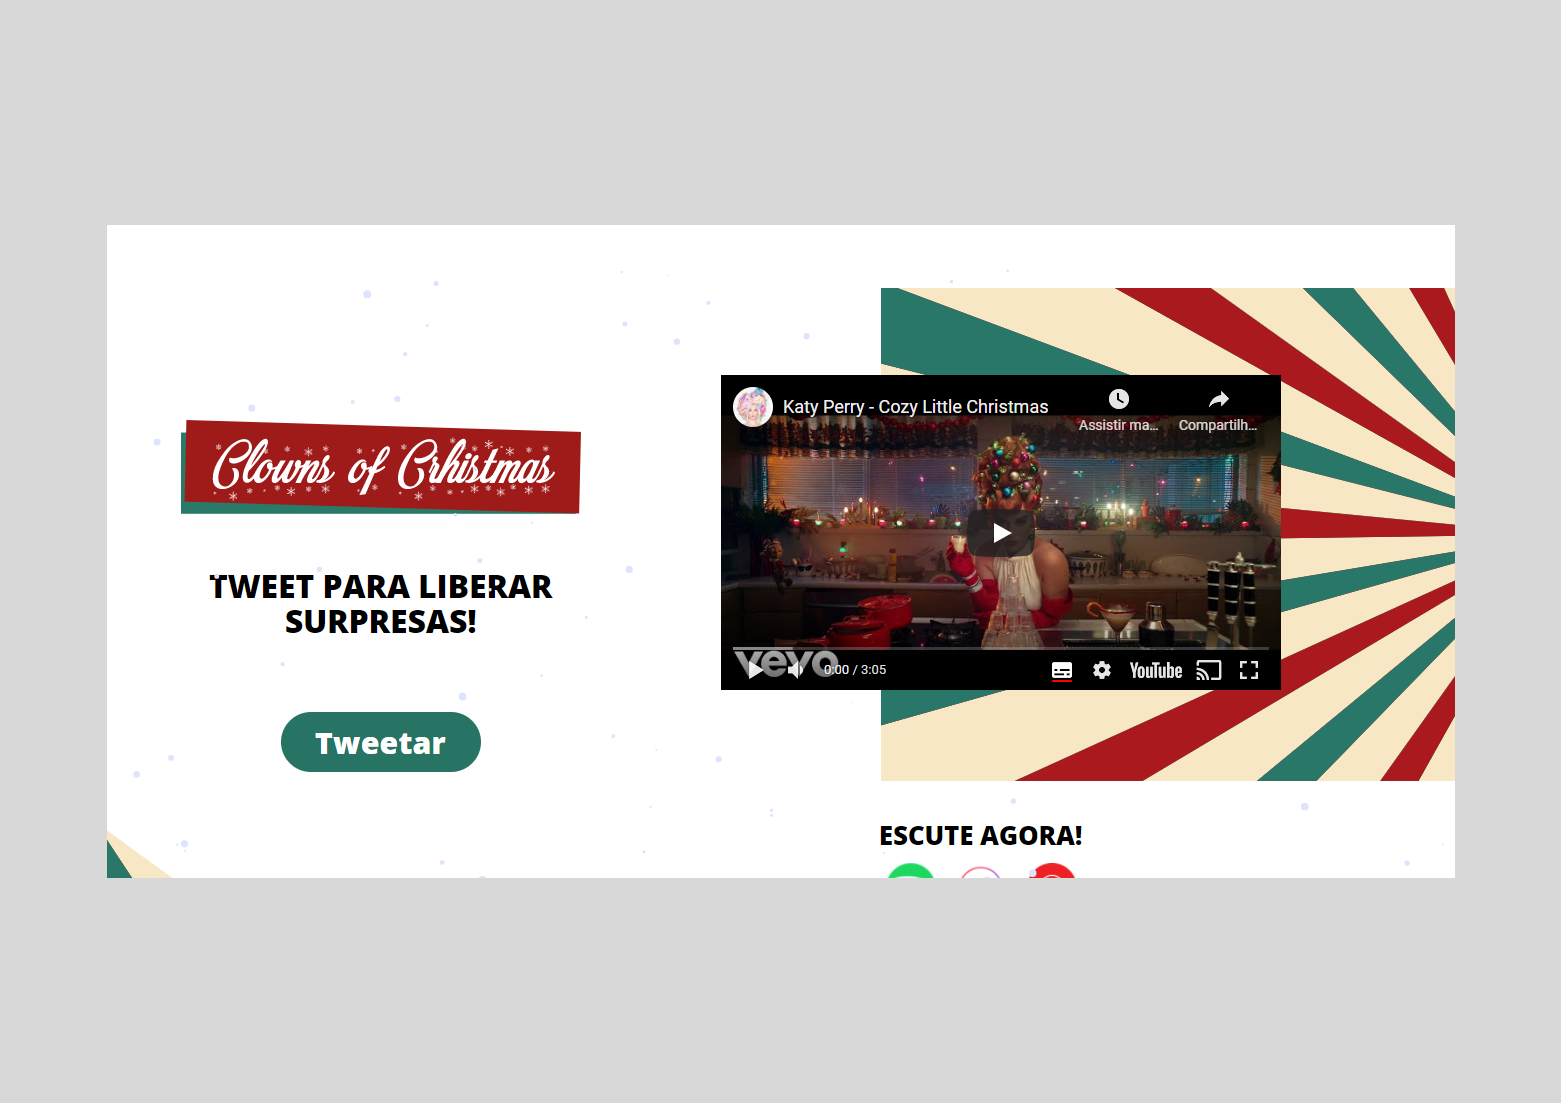 Clowns of Crhistmas
TWEET PARA LIBERAR
SURPRESAS!
Tweetar
Katy Perry - Cozy Little Christmas
Assistir ma...
Compartilh...
vevo
0:00 / 3:05
YouTube
ESCUTE AGORA!